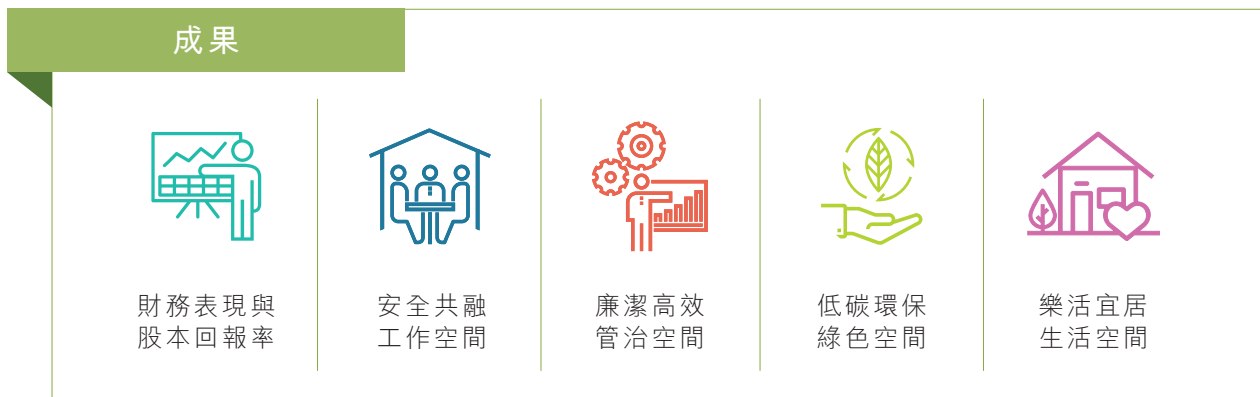 成果
財務表現與
股本回報率
安全共融
工作空間
廉潔高效
管治空間
低碳環保
綠色空間
樂活宜居
生活空間